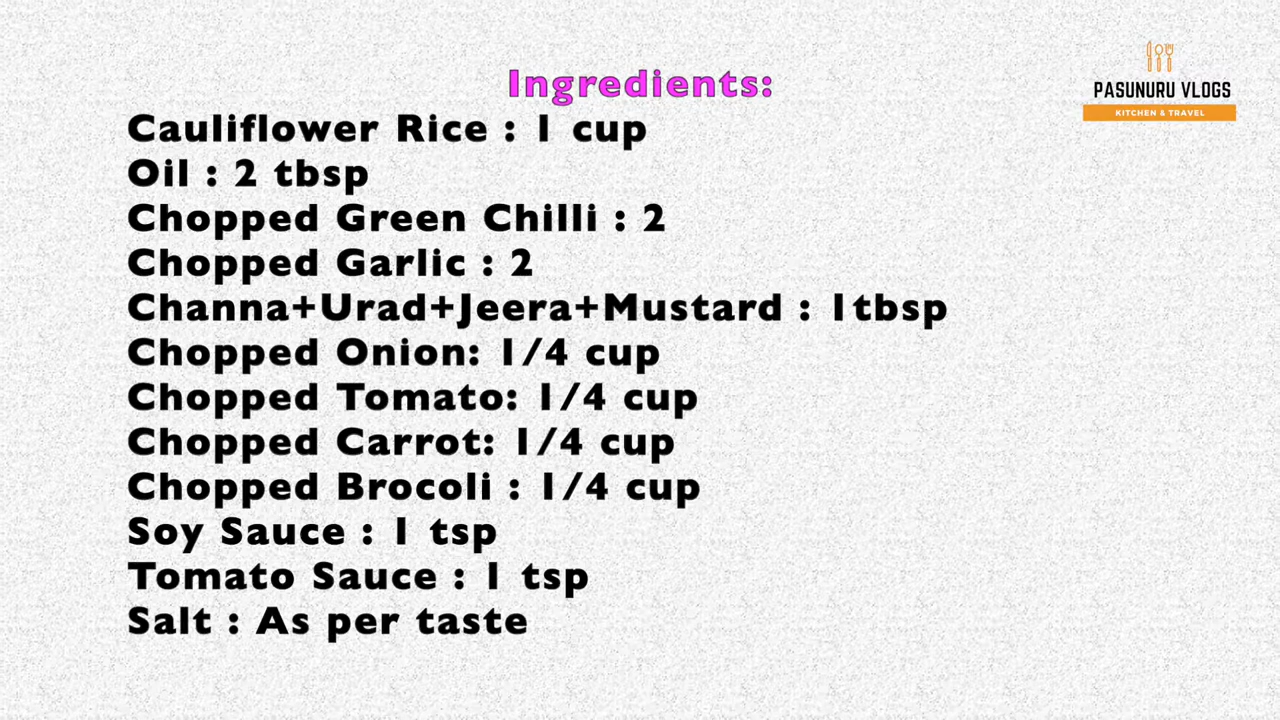 Ingredients:
PASUNURU VLOGS
KITCHEN & TRAVEL
Cauliflower Rice : 1 cup
Oil : 2 tbsp
Chopped Green Chilli : 2
Chopped Garlic : 2
Channa+Urad+Jeera+Mustard : 1tbsp
Chopped Onion: 1/4 cup
Chopped Tomato: 1/4 cup
Chopped Carrot: 1/4 cup
Chopped Brocoli : 1/4 cup
Soy Sauce : 1 tsp
Tomato Sauce : 1 tsp
Salt : As per taste